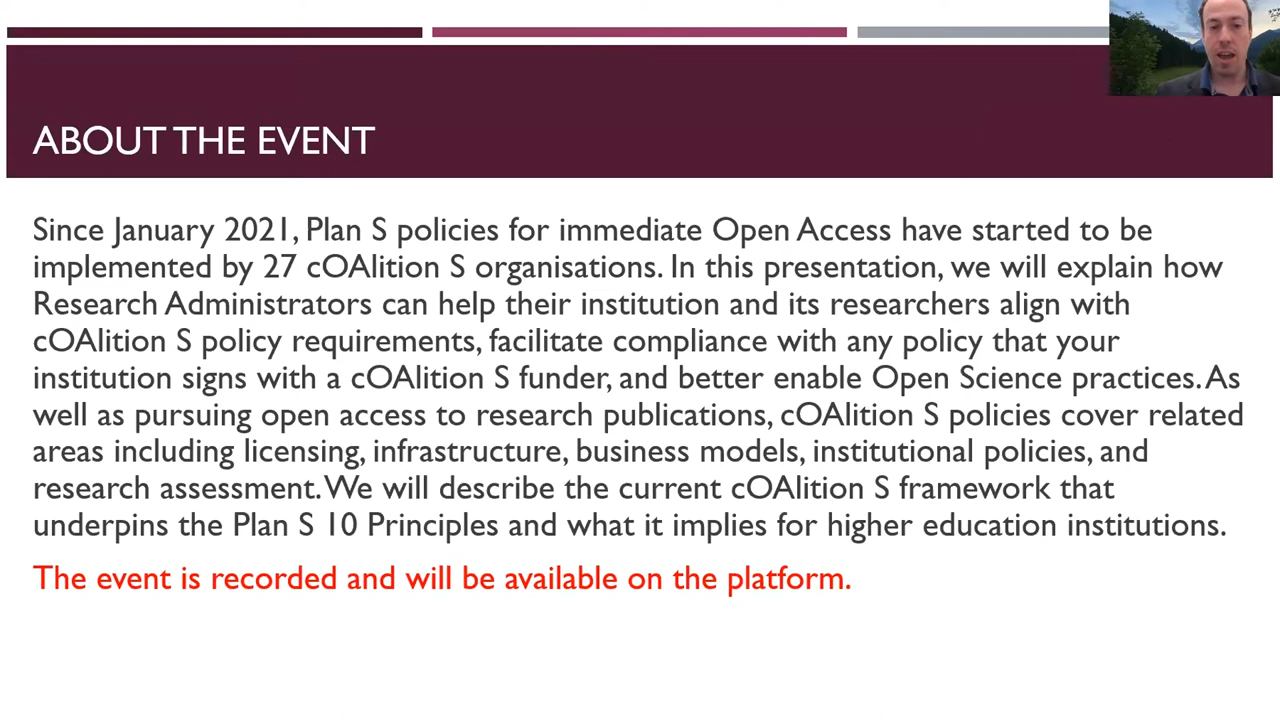 ABOUT THE EVENT
Since January 2021, Plan S policies for immediate Open Access have started to be
implemented by 27 cOAlition S organisations. In this presentation, we will explain how
Research Administrators can help their institution and its researchers align with
cOAlition S policy requirements, facilitate compliance with any policy that your
institution signs with a cOAlition S funder, and better enable Open Science practices. As
well as pursuing open access to research publications, cOAlition S policies cover related
areas including licensing, infrastructure, business models, institutional policies, and
research assessment. We will describe the current cOAlition S framework that
underpins the Plan S 10 Principles and what it implies for higher education institutions.
The event is recorded and will be available on the platform.